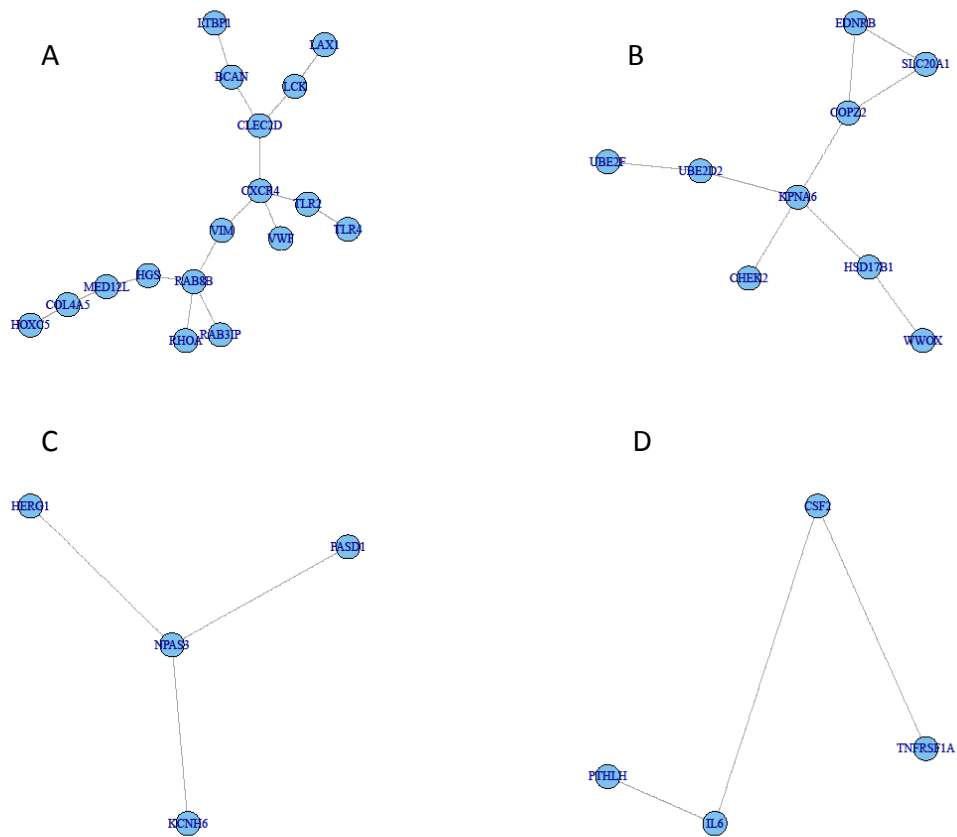 A
LTBP1
LAX1
BCAN
LCK
CLEC2D
CXCR4
TLR2
TLR4
VIM
VWF
HGS
RAB8B
MED12L
COL4A5
HOXC5
RHOA
RAB3IP
B
EDNRB
SLC20A1
COPZ2
UBE2F
UBE2D2
KPNA6
CHEK2
HSD17B1
WWOX
C
HERG1
PASD1
NPAS3
KCNH6
D
CSF2
TNFRSF1A
PTHLH
IL6